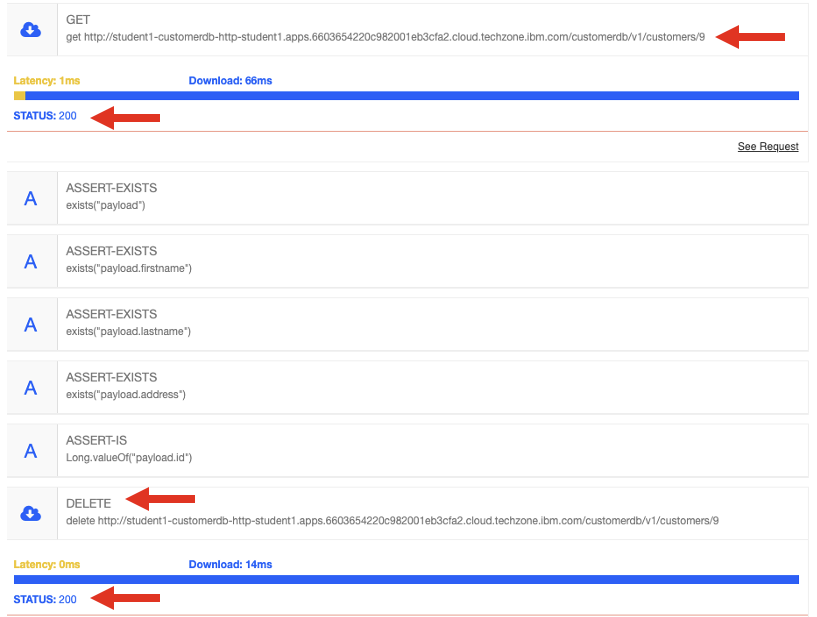 GET
get http://student1-customerdb-http-student1.apps.6603654220c982001eb3cfa2.cloud.techzone.ibm.com/customerdb/v1/customers/9
Latency: 1ms Download: 66ms
STATUS: 200
See Request
A ASSERT-EXISTS
exists("payload")
A ASSERT-EXISTS
exists("payload.firstname")
A ASSERT-EXISTS
exists("payload.lastname")
A ASSERT-EXISTS
exists("payload.address")
A ASSERT-IS
Long.valueOf("payload.id")
DELETE
delete http://student1-customerdb-http-student1.apps.6603654220c982001eb3cfa2.cloud.techzone.ibm.com/customerdb/v1/customers/9
Latency: 0ms Download: 14ms
STATUS: 200